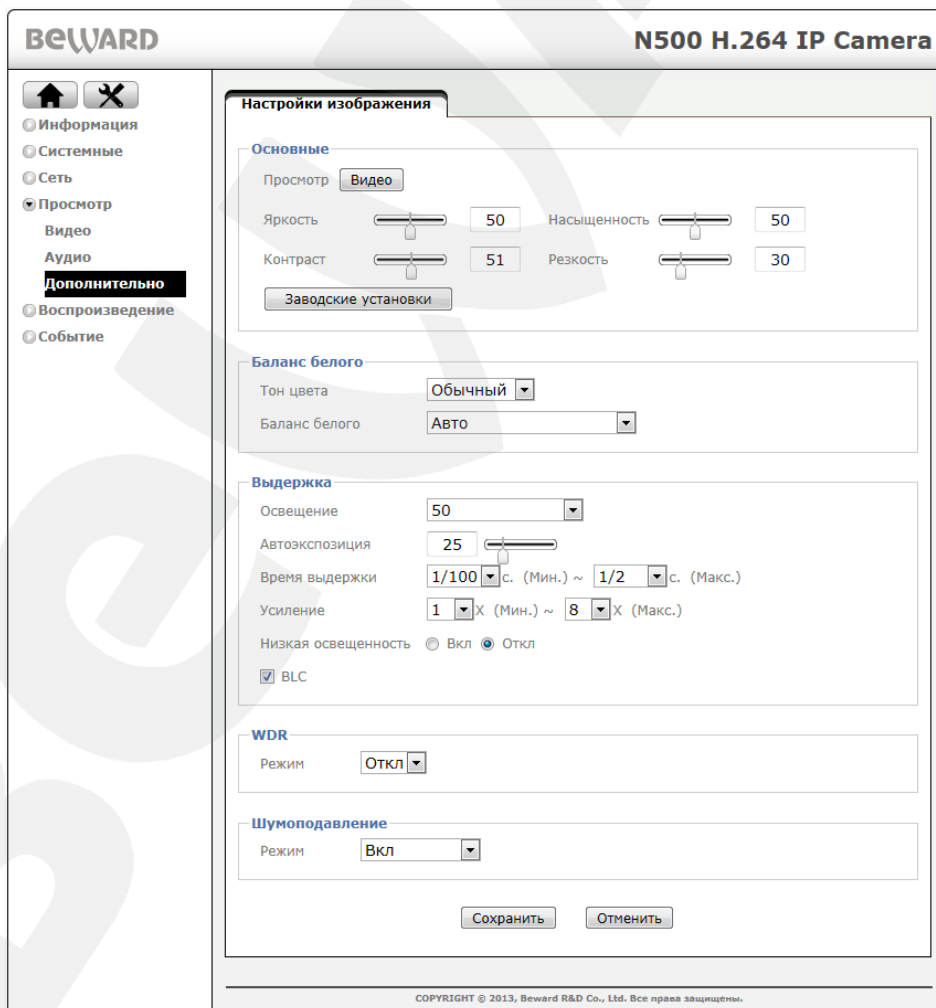 BEWARD
N500 H.264 IP Camera
Информация
Системные
Сеть
Просмотр
Видео
Аудио
Дополнительно
Воспроизведение
Событие
Настройки изображения
Основные
Просмотр Видео
Яркость 50 Насыщенность 50
Контраст 51 Резкость 30
Заводские установки
Баланс белого
Тон цвета Обычный
Баланс белого Авто
Выдержка
Освещение 50
Автоэкспозиция 25
Время выдержки 1/100 с. (Мин.) ~ 1/2 с. (Макс.)
Усиление 1 X (Мин.) ~ 8 X (Макс.)
Низкая освещенность Вкл Откл
BLC
WDR
Режим Откл
Шумоподавление
Режим Вкл
Сохранить Отменить
COPYRIGHT © 2013, Beward R&D Co., Ltd. Все права защищены.